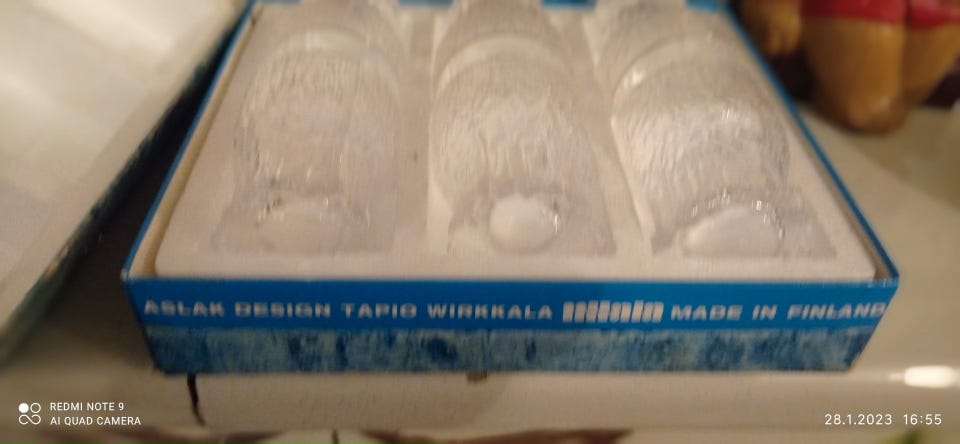 ASLAK DESIGN TAPIO WIRKKALA iittala MADE IN FINLAND
REDMI NOTE 9
AI QUAD CAMERA
28.1.2023 16:55